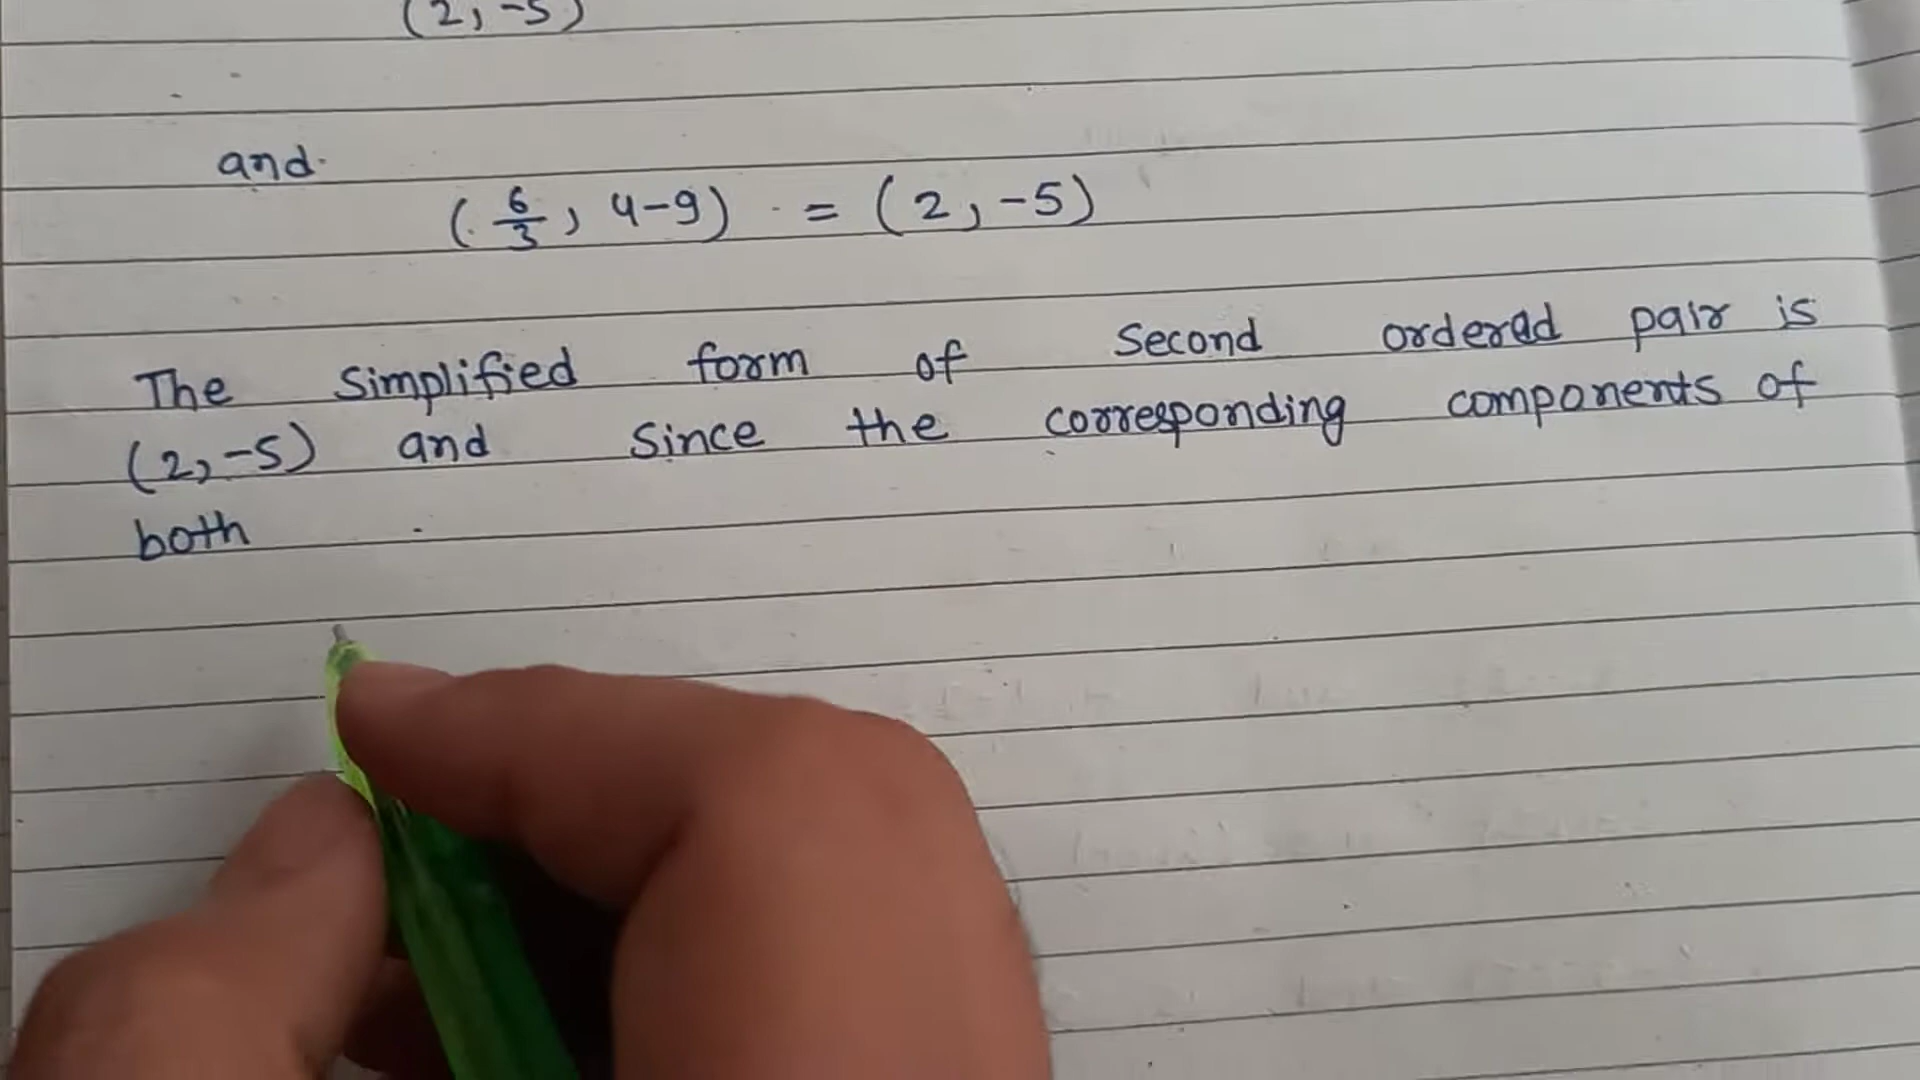 (2, -5)
and.
(6/3, 4-9) = (2, -5)
The Simplified form of Second ordered pair is
(2, -5) and Since the corresponding components of
both